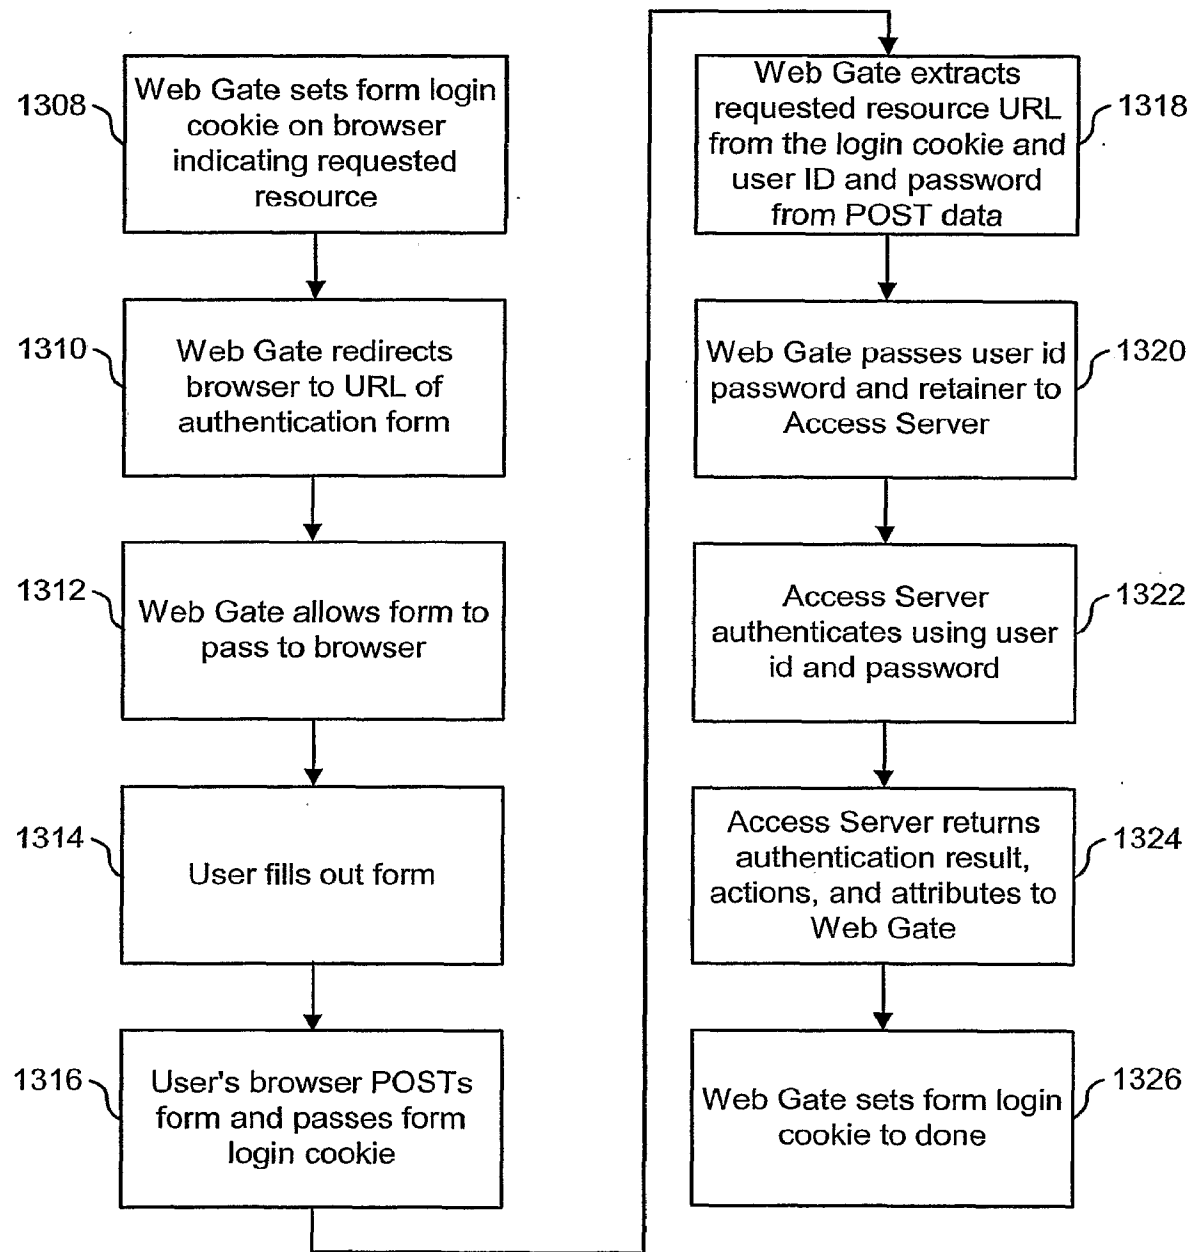 1308
Web Gate sets form login
cookie on browser
indicating requested
resource
1310
Web Gate redirects
browser to URL of
authentication form
1312
Web Gate allows form to
pass to browser
1314
User fills out form
1316
User's browser POSTs
form and passes form
login cookie
Web Gate extracts
requested resource URL
from the login cookie and
user ID and password
from POST data
1318
Web Gate passes user id
password and retainer to
Access Server
1320
Access Server
authenticates using user
id and password
1322
Access Server returns
authentication result,
actions, and attributes to
Web Gate
1324
Web Gate sets form login
cookie to done
1326